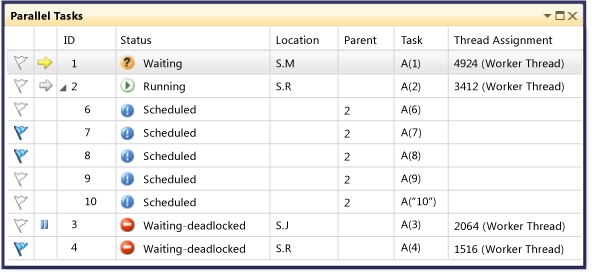 Parallel Tasks
ID Status Location Parent Task Thread Assignment
1 Waiting S.M A(1) 4924 (Worker Thread)
2 Running S.R A(2) 3412 (Worker Thread)
6 Scheduled 2 A(6)
7 Scheduled 2 A(7)
8 Scheduled 2 A(8)
9 Scheduled 2 A(9)
10 Scheduled 2 A("10")
3 Waiting-deadlocked S.J A(3) 2064 (Worker Thread)
4 Waiting-deadlocked S.R A(4) 1516 (Worker Thread)